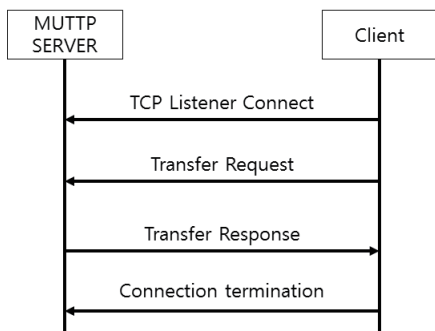 MUTTP
SERVER
Client
TCP Listener Connect
Transfer Request
Transfer Response
Connection termination